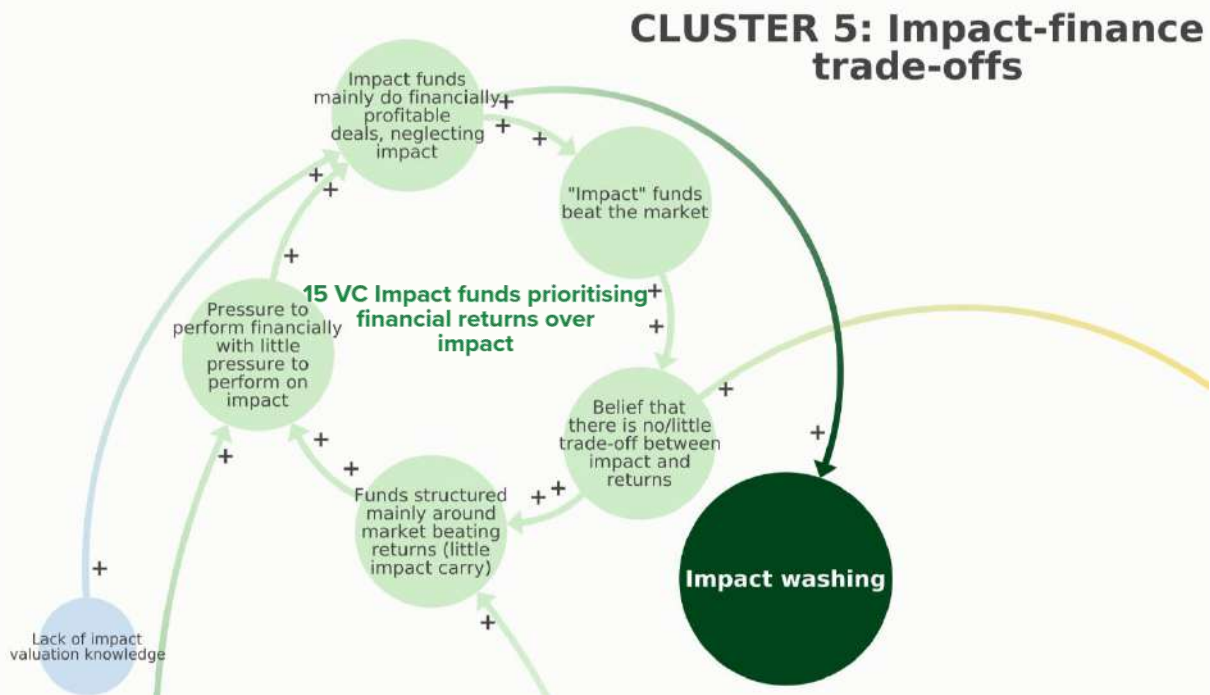 CLUSTER 5: Impact-finance
trade-offs
Impact funds
mainly do financially
profitable
deals, neglecting
impact
+
+
+
"Impact" funds
beat the market
+
+
+
+
+
15 VC Impact funds prioritising
financial returns over
impact
Pressure to
perform financially
with little
pressure to
perform on
impact
+
Belief that
there is no/little
trade-off between
impact and
returns
+
+
+
+
+
+
Funds structured
mainly around
market beating
returns (little
impact carry)
+
+
Impact washing
+
Lack of impact
valuation knowledge